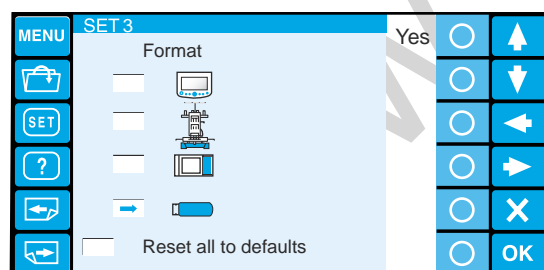 MENU
SET 3
Format
Yes
SET
?
Reset all to defaults
OK